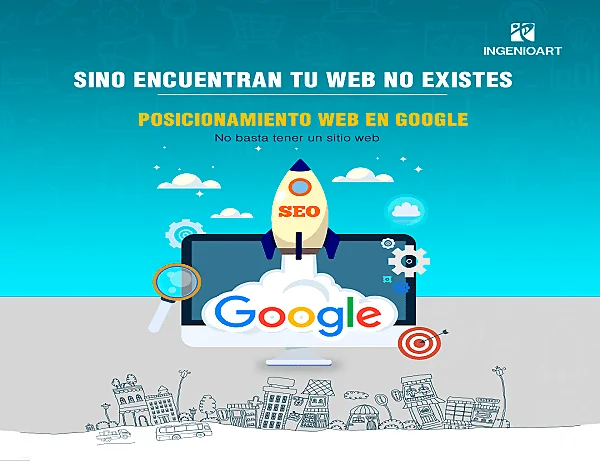 INGENIOART
SINO ENCUENTRAN TU WEB NO EXISTES
POSICIONAMIENTO WEB EN GOOGLE
No basta tener un sitio web
SEO
Google